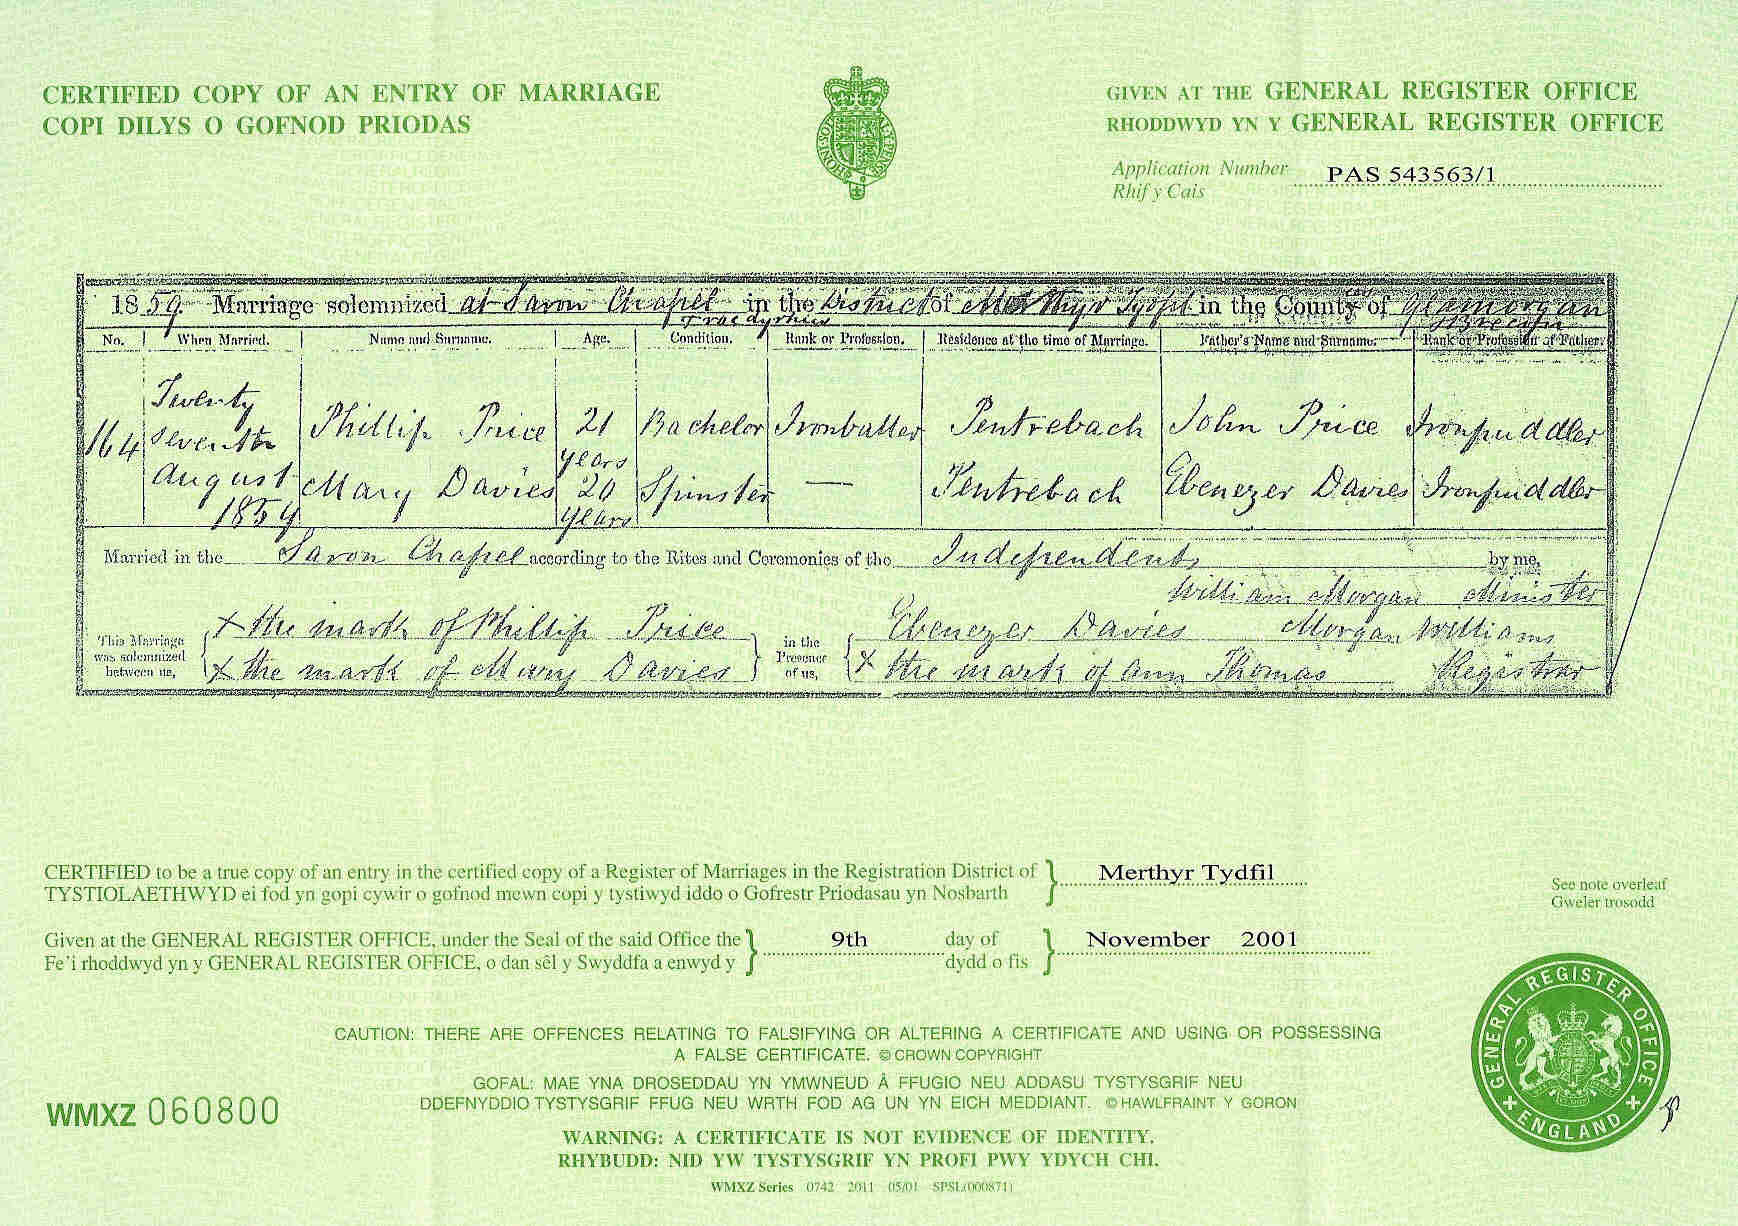 CERTIFIED COPY OF AN ENTRY OF MARRIAGE
COPI DILYS O GOFNOD PRIODAS
GIVEN AT THE GENERAL REGISTER OFFICE
RHODDWYD YN Y GENERAL REGISTER OFFICE
Application Number PAS 543563/1
Rhif y Cais
1859 Marriage solemnized at Saron Chapel in the District of Merthyr Tydfil in the County of Glamorgan
No. When Married. Name and Surname. Age. Condition. Rank or Profession. Residence at the time of Marriage. Father's Name and Surname. Rank or Profession of Father.
164 Twenty seventh August 1859 Phillip Price 21 years Bachelor Pentrebach John Price Ironpuddler
Mary Davies 20 years Spinster — Pentrebach Ebenezer Davies Ironpuddler
Married in the Saron Chapel according to the Rites and Ceremonies of the Independents by me,
William Morgan Minister
This Marriage was solemnized between us, X the mark of Phillip Price in the Presence of us, Ebenezer Davies Morgan Williams
X the mark of Mary Davies X the mark of Ann Thomas Registrar
CERTIFIED to be a true copy of an entry in the certified copy of a Register of Marriages in the Registration District of Merthyr Tydfil
TYSTIOLAETHWYD ei fod yn gopi cywir o gofnod mewn copi y tystiwyd iddo o Gofrestr Priodasau yn Nosbarth
See note overleaf
Gweler trosodd
Given at the GENERAL REGISTER OFFICE, under the Seal of the said Office the 9th day of November 2001
Fe'i rhoddwyd yn y GENERAL REGISTER OFFICE, o dan sêl y Swyddfa a enwyd y dydd o fis
CAUTION: THERE ARE OFFENCES RELATING TO FALSIFYING OR ALTERING A CERTIFICATE AND USING OR POSSESSING
A FALSE CERTIFICATE. © CROWN COPYRIGHT
GOFAL: MAE YNA DROSEDDAU YN YMWNEUD Â FFUGIO NEU ADDASU TYSTYSGRIF NEU
DDEFNYDDIO TYSTYSGRIF FFUG NEU WRTH FOD AG UN YN EICH MEDDIANT. © HAWLFRAINT Y GORON
WMXZ 060800
WARNING: A CERTIFICATE IS NOT EVIDENCE OF IDENTITY.
RHYBUDD: NID YW TYSTYSGRIF YN PROFI PWY YDYCH CHI.
WMXZ Series 0742 2011 05/01 SPSL(000871)
GENERAL REGISTER OFFICE
ENGLAND